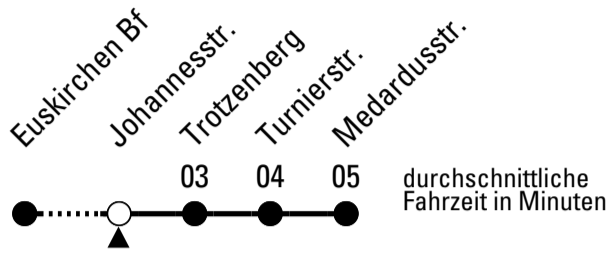 Euskirchen Bf
Johannesstr.
Trotzenberg
Turnierstr.
Medardusstr.
03 04 05
durchschnittliche
Fahrzeit in Minuten